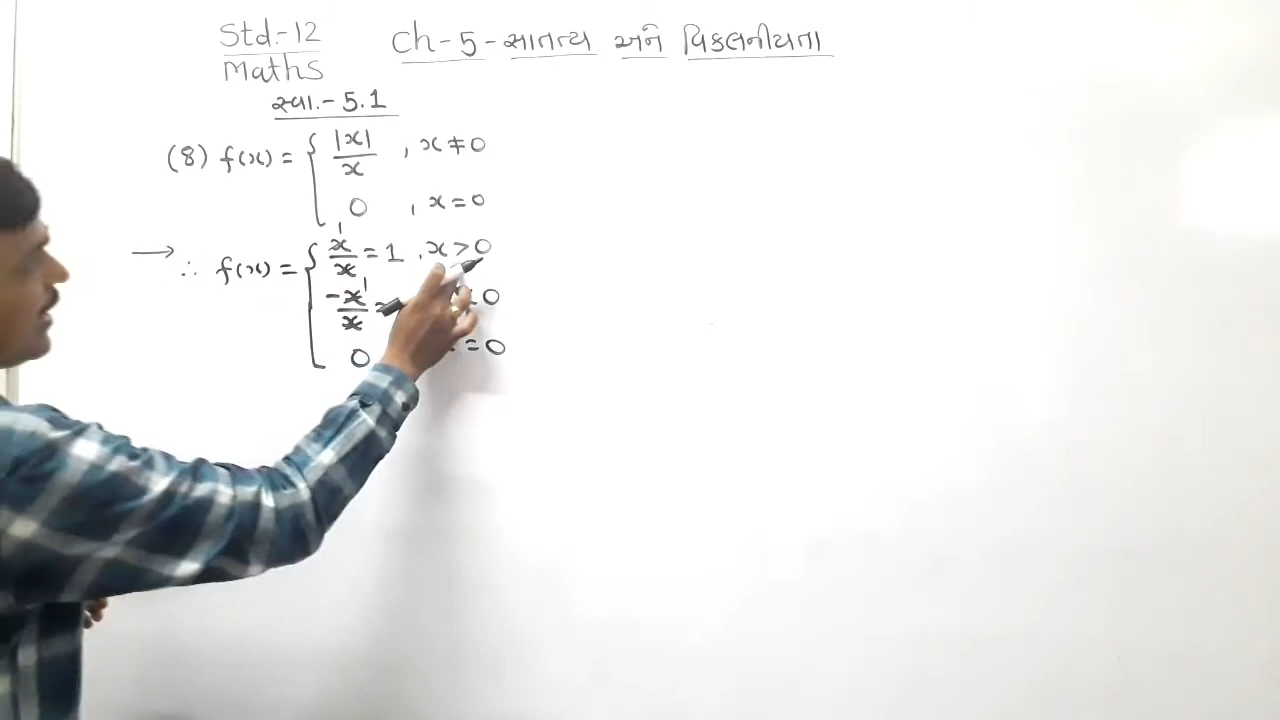 Std.-12 Ch-5-સાતત્ય અને વિકલનીયતા
Maths
સ્વા.-5.1
(8) f(x) = { |x|/x , x ≠ 0
0 , x = 0
→ ∴ f(x) = { x/x = 1 , x > 0
-x/x = 0
0 = 0